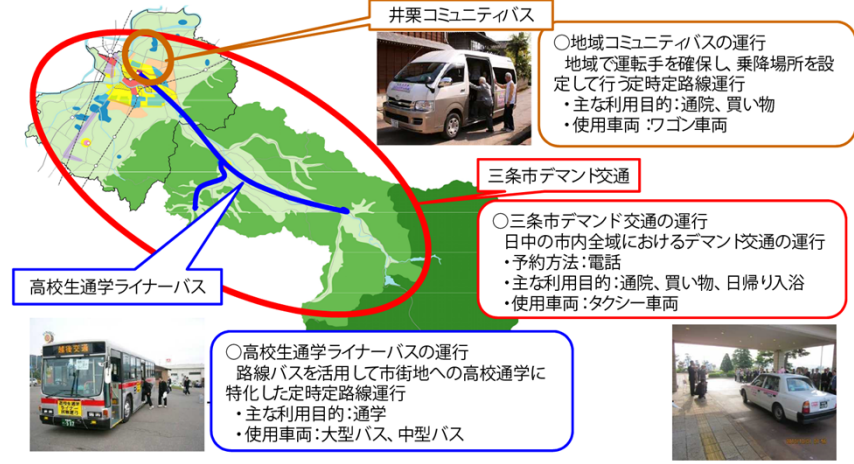 井栗コミュニティバス
○地域コミュニティバスの運行
地域で運転手を確保し、乗降場所を設
定して行う定時定路線運行
・主な利用目的：通院、買い物
・使用車両：ワゴン車両
三条市デマンド交通
○三条市デマンド交通の運行
日中の市内全域におけるデマンド交通の運行
・予約方法：電話
・主な利用目的：通院、買い物、日帰り入浴
・使用車両：タクシー車両
高校生通学ライナーバス
○高校生通学ライナーバスの運行
路線バスを活用して市街地への高校通学に
特化した定時定路線運行
・主な利用目的：通学
・使用車両：大型バス、中型バス
越後交通